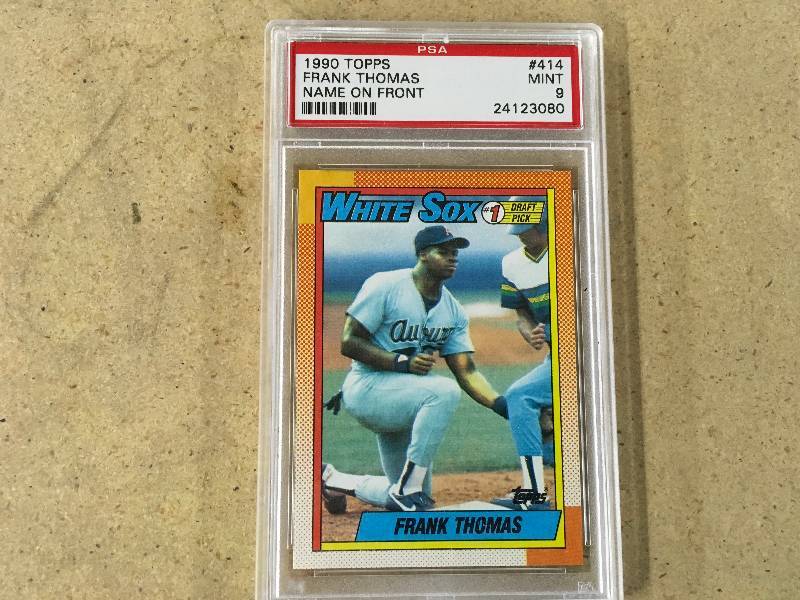 PSA
1990 TOPPS #414
FRANK THOMAS MINT
NAME ON FRONT 9
24123080
WHITE SOX #1 DRAFT PICK
Auburn
TOPPS
FRANK THOMAS